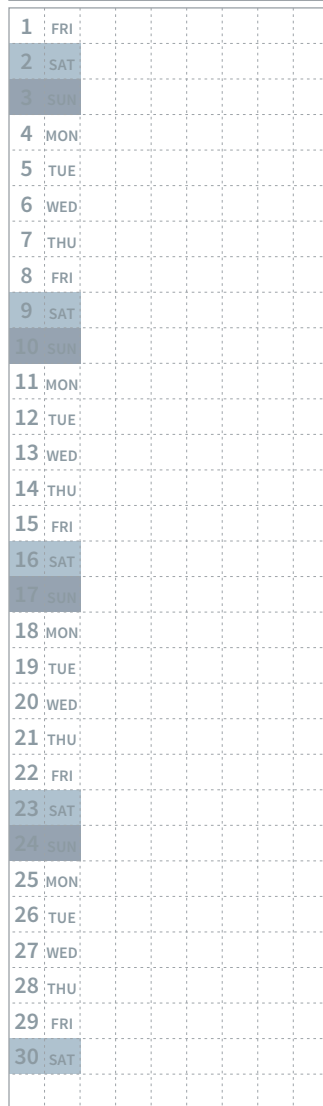 1 FRI
2 SAT
3 SUN
4 MON
5 TUE
6 WED
7 THU
8 FRI
9 SAT
10 SUN
11 MON
12 TUE
13 WED
14 THU
15 FRI
16 SAT
17 SUN
18 MON
19 TUE
20 WED
21 THU
22 FRI
23 SAT
24 SUN
25 MON
26 TUE
27 WED
28 THU
29 FRI
30 SAT